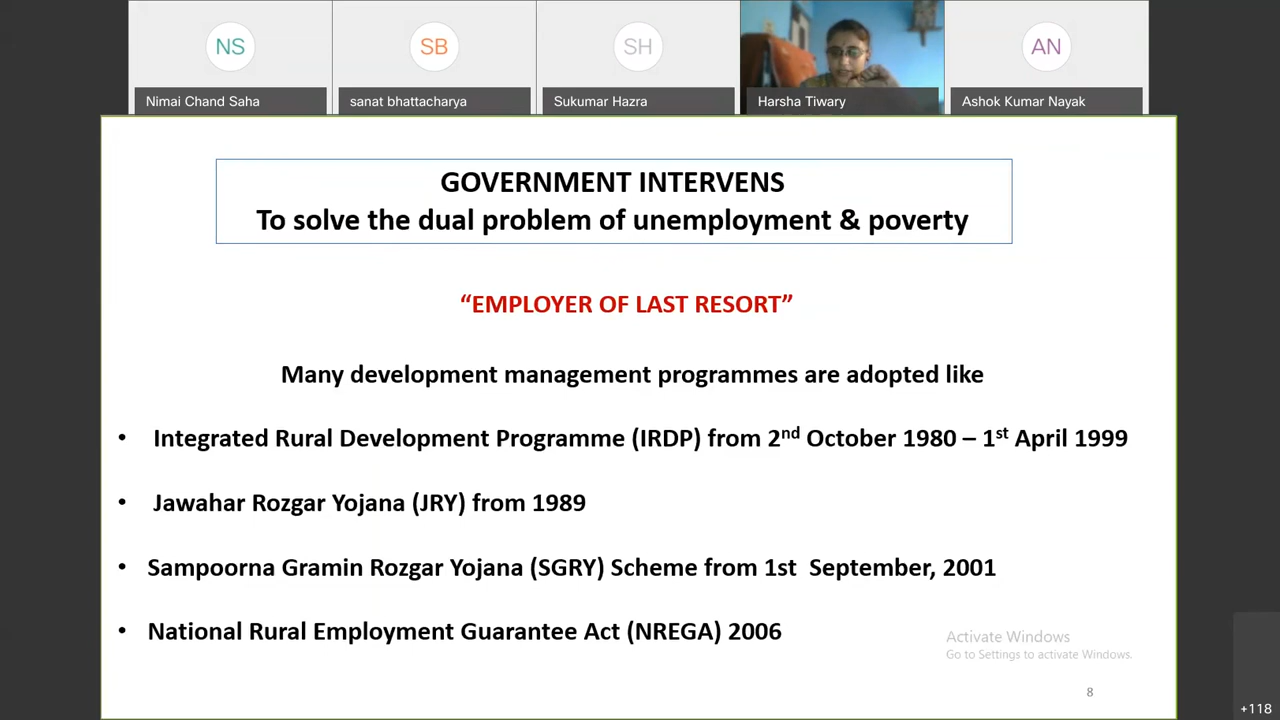 NS
SB
SH
AN
Nimai Chand Saha
sanat bhattacharya
Sukumar Hazra
Harsha Tiwary
Ashok Kumar Nayak
GOVERNMENT INTERVENS
To solve the dual problem of unemployment & poverty
“EMPLOYER OF LAST RESORT”
Many development management programmes are adopted like
• Integrated Rural Development Programme (IRDP) from 2nd October 1980 – 1st April 1999
• Jawahar Rozgar Yojana (JRY) from 1989
• Sampoorna Gramin Rozgar Yojana (SGRY) Scheme from 1st September, 2001
• National Rural Employment Guarantee Act (NREGA) 2006
Activate Windows
Go to Settings to activate Windows.
8
+118